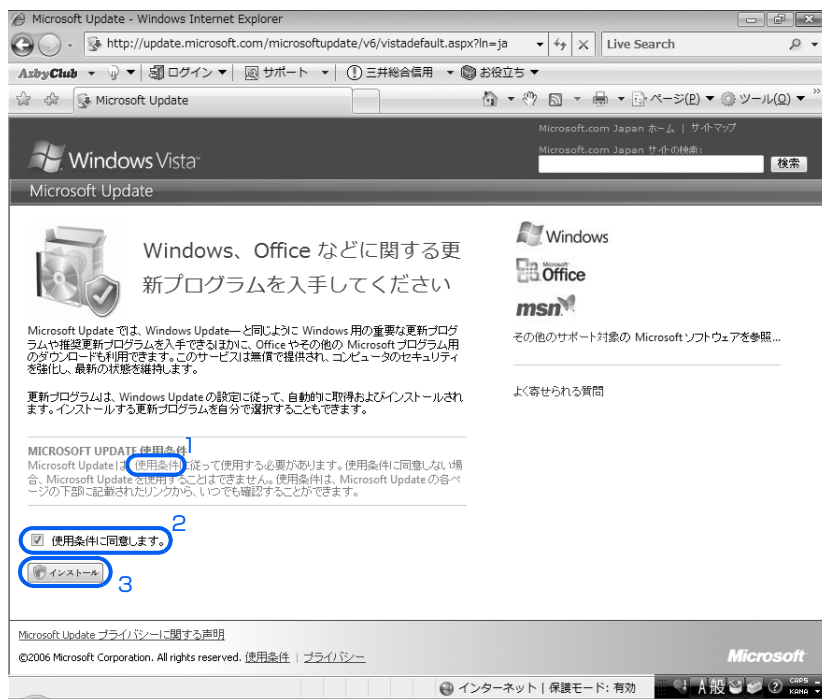 Microsoft Update - Windows Internet Explorer
http://update.microsoft.com/microsoftupdate/v6/vistadefault.aspx?ln=ja
Live Search
AzbyClub
ログイン
サポート
三井総合信用
お役立ち
Microsoft Update
ページ(P)
ツール(O)
Microsoft.com Japan ホーム | サイトマップ
Microsoft.com Japan サイトの検索:
検索
Windows Vista™
Microsoft Update
Windows、Office などに関する更
新プログラムを入手してください
Microsoft Update では、Windows Update― と同じように Windows 用の重要な更新プログ
ラムや推奨更新プログラムを入手できるほかに、Office やその他の Microsoft プログラム用
のダウンロードも利用できます。このサービスは無償で提供され、コンピュータのセキュリティ
を強化し、最新の状態を維持します。
更新プログラムは、Windows Update の設定に従って、自動的に取得およびインストールされ
ます。インストールする更新プログラムを自分で選択することもできます。
MICROSOFT UPDATE 使用条件
1
Microsoft Update は、使用条件に従って使用する必要があります。使用条件に同意しない場
合、Microsoft Update を使用することはできません。使用条件は、Microsoft Update の各ペ
ージの下部に記載されたリンクから、いつでも確認することができます。
2
使用条件に同意します。
インストール
3
Windows
Microsoft
Office
msn
その他のサポート対象の Microsoft ソフトウェアを参照...
よく寄せられる質問
Microsoft Update プライバシーに関する声明
©2006 Microsoft Corporation. All rights reserved. 使用条件 | プライバシー
Microsoft
インターネット | 保護モード: 有効
A 般
CAPS
KANA